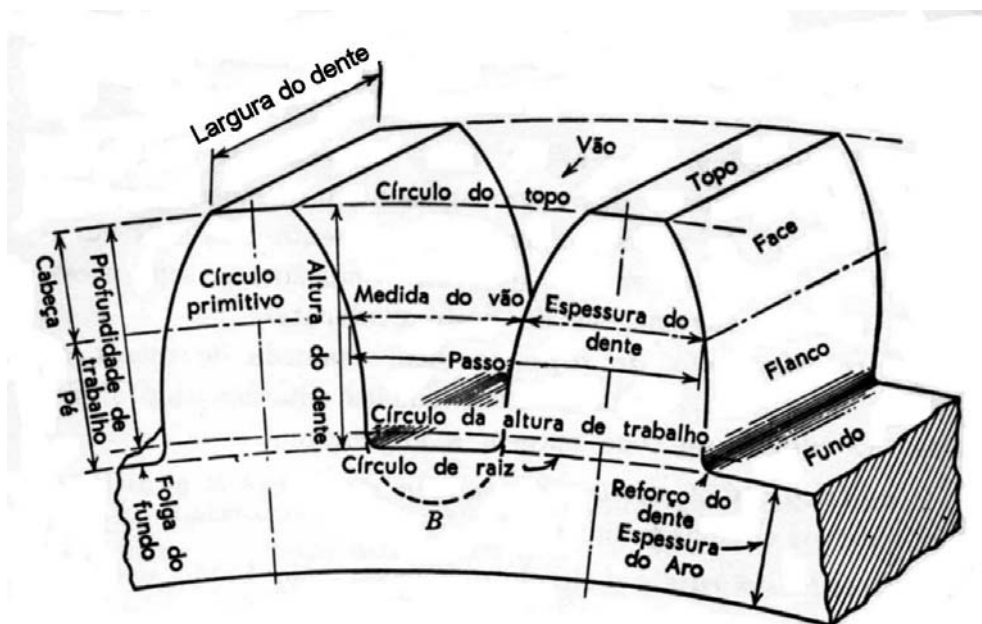 Largura do dente
Vão
Topo
Círculo do topo
Face
Cabeça
Profundidade de
trabalho
Círculo
primitivo
Altura do dente
Medida do vão
Espessura do
dente
Passo
Flanco
Pé
Círculo da altura de trabalho
Fundo
Círculo de raiz
Folga do
fundo
B
Reforço do
dente
Espessura
do Aro